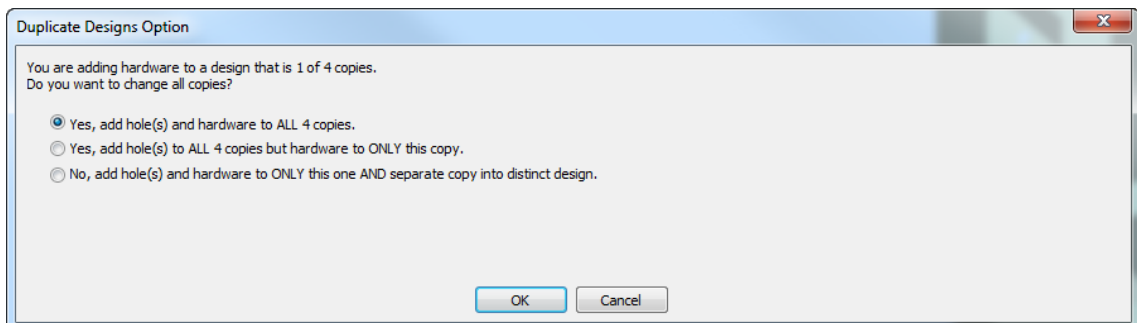 Duplicate Designs Option
You are adding hardware to a design that is 1 of 4 copies.
Do you want to change all copies?
Yes, add hole(s) and hardware to ALL 4 copies.
Yes, add hole(s) to ALL 4 copies but hardware to ONLY this copy.
No, add hole(s) and hardware to ONLY this one AND separate copy into distinct design.
OK Cancel